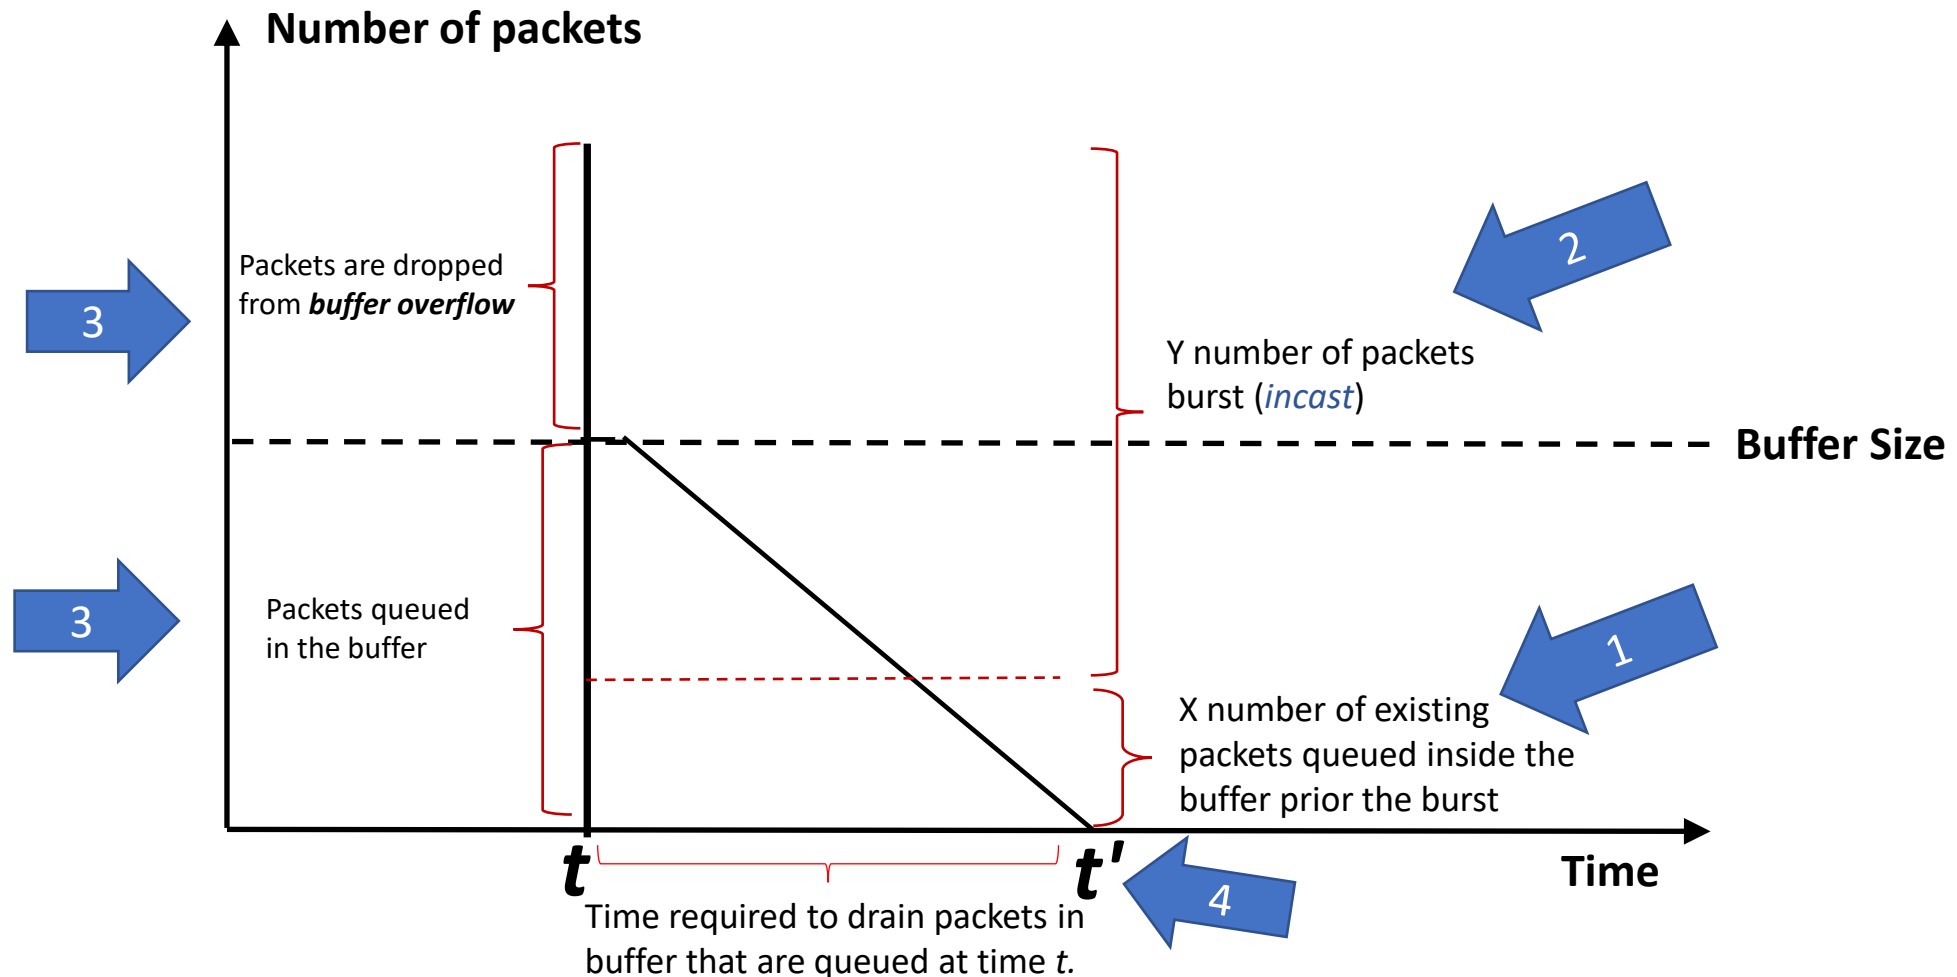 Number of packets
2
Packets are dropped
from buffer overflow
3
Y number of packets
burst (incast)
Buffer Size
Packets queued
in the buffer
3
1
X number of existing
packets queued inside the
buffer prior the burst
t
t'
Time
4
Time required to drain packets in
buffer that are queued at time t.